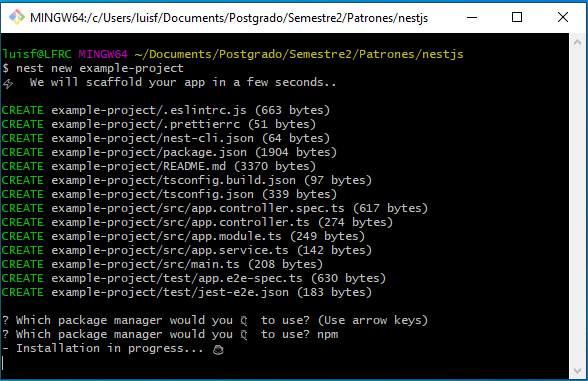 MINGW64:/c/Users/luisf/Documents/Postgrado/Semestre2/Patrones/nestjs
luisf@LFRC MINGW64 ~/Documents/Postgrado/Semestre2/Patrones/nestjs
$ nest new example-project
⚡  We will scaffold your app in a few seconds..
CREATE example-project/.eslintrc.js (663 bytes)
CREATE example-project/.prettierrc (51 bytes)
CREATE example-project/nest-cli.json (64 bytes)
CREATE example-project/package.json (1904 bytes)
CREATE example-project/README.md (3370 bytes)
CREATE example-project/tsconfig.build.json (97 bytes)
CREATE example-project/tsconfig.json (339 bytes)
CREATE example-project/src/app.controller.spec.ts (617 bytes)
CREATE example-project/src/app.controller.ts (274 bytes)
CREATE example-project/src/app.module.ts (249 bytes)
CREATE example-project/src/app.service.ts (142 bytes)
CREATE example-project/src/main.ts (208 bytes)
CREATE example-project/test/app.e2e-spec.ts (630 bytes)
CREATE example-project/test/jest-e2e.json (183 bytes)
? Which package manager would you to use? (Use arrow keys)
? Which package manager would you to use? npm
- Installation in progress...